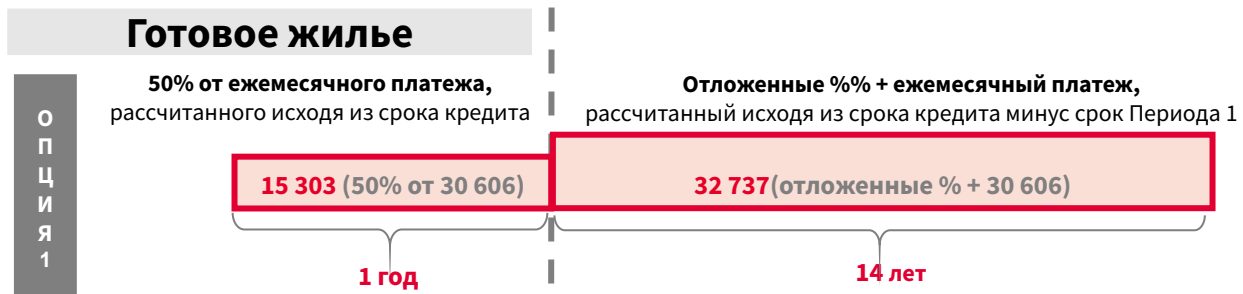 Готовое жилье
О
П
Ц
И
Я
1
50% от ежемесячного платежа,
рассчитанного исходя из срока кредита
Отложенные %% + ежемесячный платеж,
рассчитанный исходя из срока кредита минус срок Периода 1
15 303 (50% от 30 606)
32 737(отложенные % + 30 606)
1 год
14 лет